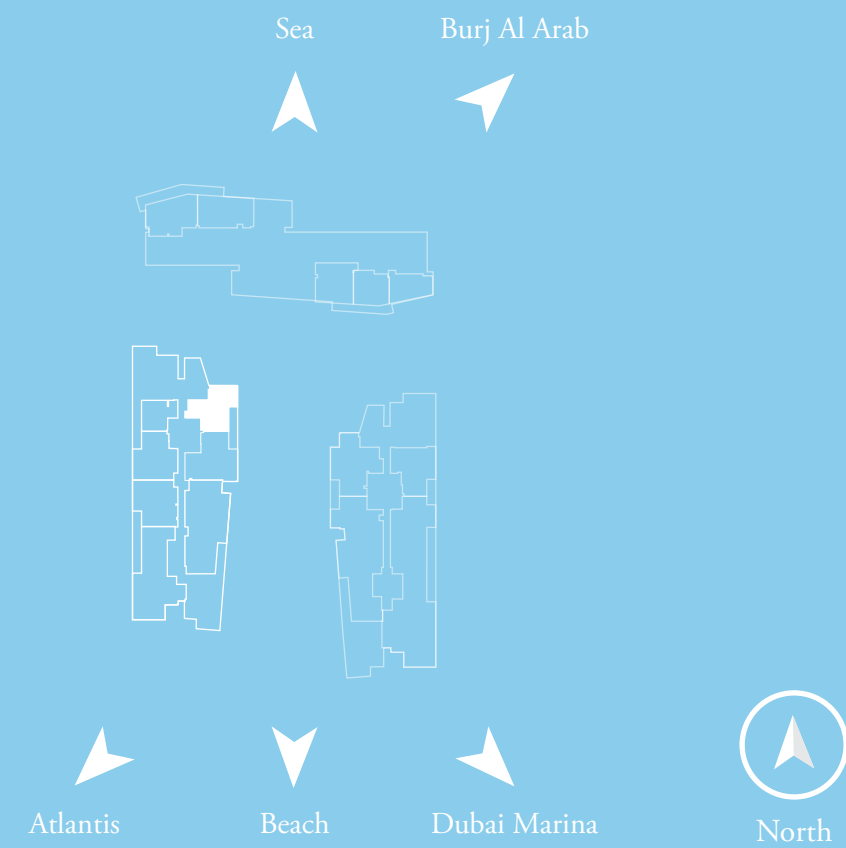 Sea
Burj Al Arab
Atlantis
Beach
Dubai Marina
North